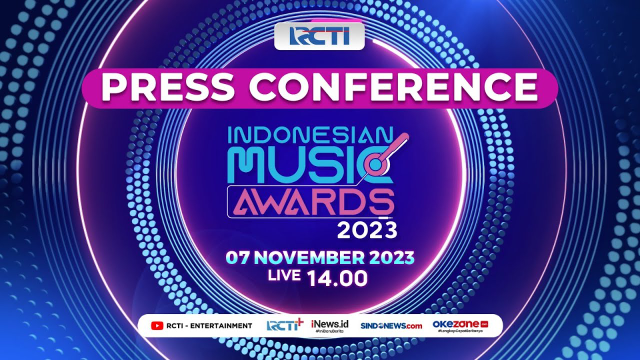 RCTI
PRESS CONFERENCE
INDONESIAN
MUSIC
AWARDS
2023
07 NOVEMBER 2023
LIVE 14.00
RCTI - ENTERTAINMENT RCTI+ iNews.id SINDONEWS.com okezone